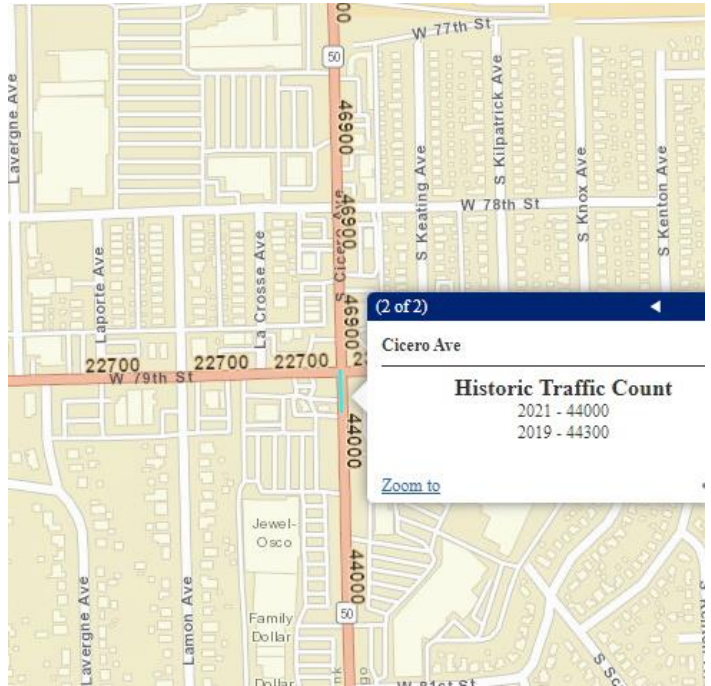 W 77th St
50
46900
Lavergne Ave
S Kilpatrick Ave
S Keating Ave
S Knox Ave
S Kenton Ave
W 78th St
46900
S Cicero Ave
Laporte Ave
La Crosse Ave
46900
(2 of 2)
Cicero Ave
Historic Traffic Count
2021 - 44000
2019 - 44300
Zoom to
22700
22700
22700
W 79th St
44000
Jewel-
Osco
44000
50
Family
Dollar
Dollar
Lavergne Ave
Lamon Ave
W 81st St